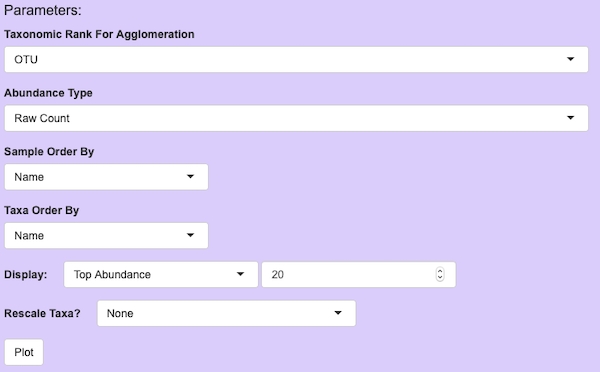 Parameters:
Taxonomic Rank For Agglomeration
OTU
Abundance Type
Raw Count
Sample Order By
Name
Taxa Order By
Name
Display: Top Abundance 20
Rescale Taxa? None
Plot